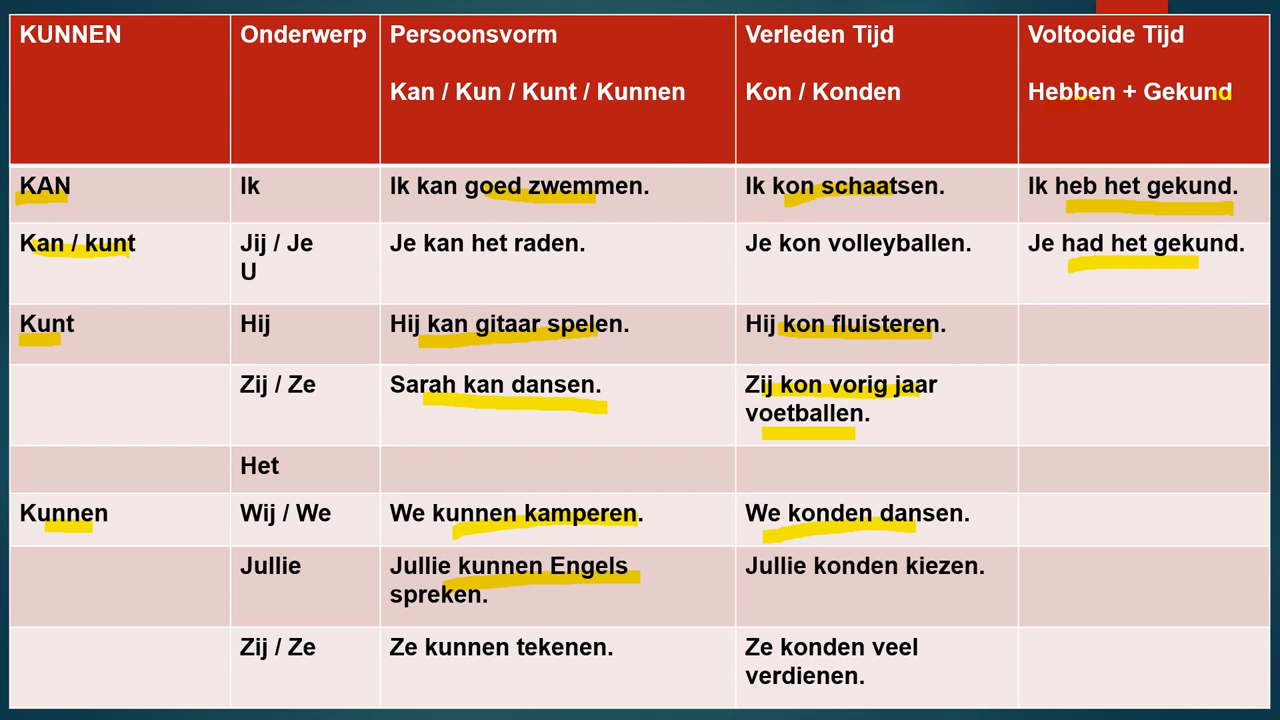 KUNNEN
Onderwerp
Persoonsvorm
Kan / Kun / Kunt / Kunnen
Verleden Tijd
Kon / Konden
Voltooide Tijd
Hebben + Gekund
KAN
Ik
Ik kan goed zwemmen.
Ik kon schaatsen.
Ik heb het gekund.
Kan / kunt
Jij / Je
U
Je kan het raden.
Je kon volleyballen.
Je had het gekund.
Kunt
Hij
Hij kan gitaar spelen.
Hij kon fluisteren.
Zij / Ze
Sarah kan dansen.
Zij kon vorig jaar
voetballen.
Het
Kunnen
Wij / We
We kunnen kamperen.
We konden dansen.
Jullie
Jullie kunnen Engels
spreken.
Jullie konden kiezen.
Zij / Ze
Ze kunnen tekenen.
Ze konden veel
verdienen.